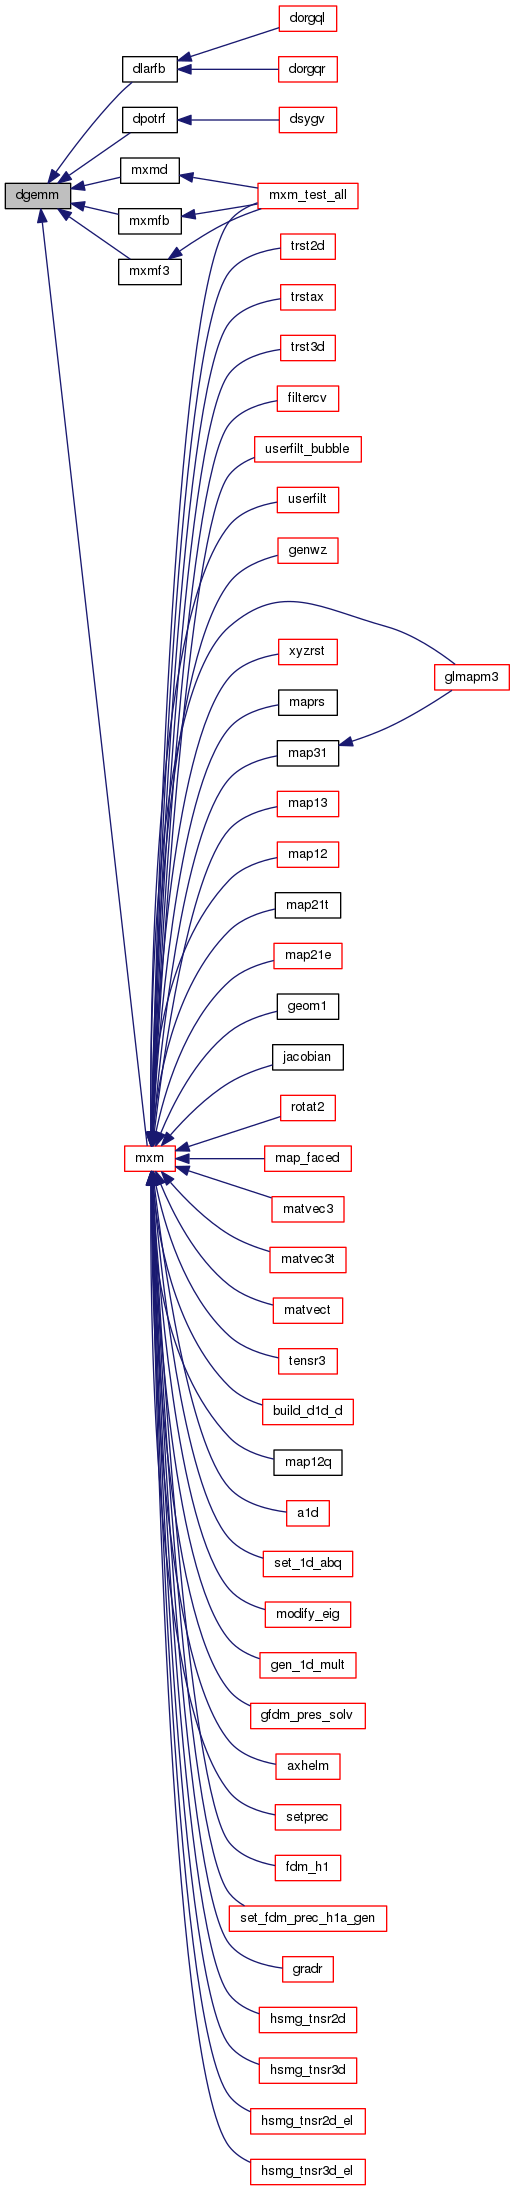 dorgql
dlarfb
dorgqr
dpotrf
dsygv
mxmd
dgemm
mxm_test_all
mxmfb
trst2d
mxmf3
trstax
trst3d
filtercv
userfilt_bubble
userfilt
genwz
xyzrst
glmapm3
maprs
map31
map13
map12
map21t
map21e
geom1
jacobian
rotat2
mxm
map_faced
matvec3
matvec3t
matvect
tensr3
build_d1d_d
map12q
a1d
set_1d_abq
modify_eig
gen_1d_mult
gfdm_pres_solv
axhelm
setprec
fdm_h1
set_fdm_prec_h1a_gen
gradr
hsmg_tnsr2d
hsmg_tnsr3d
hsmg_tnsr2d_el
hsmg_tnsr3d_el